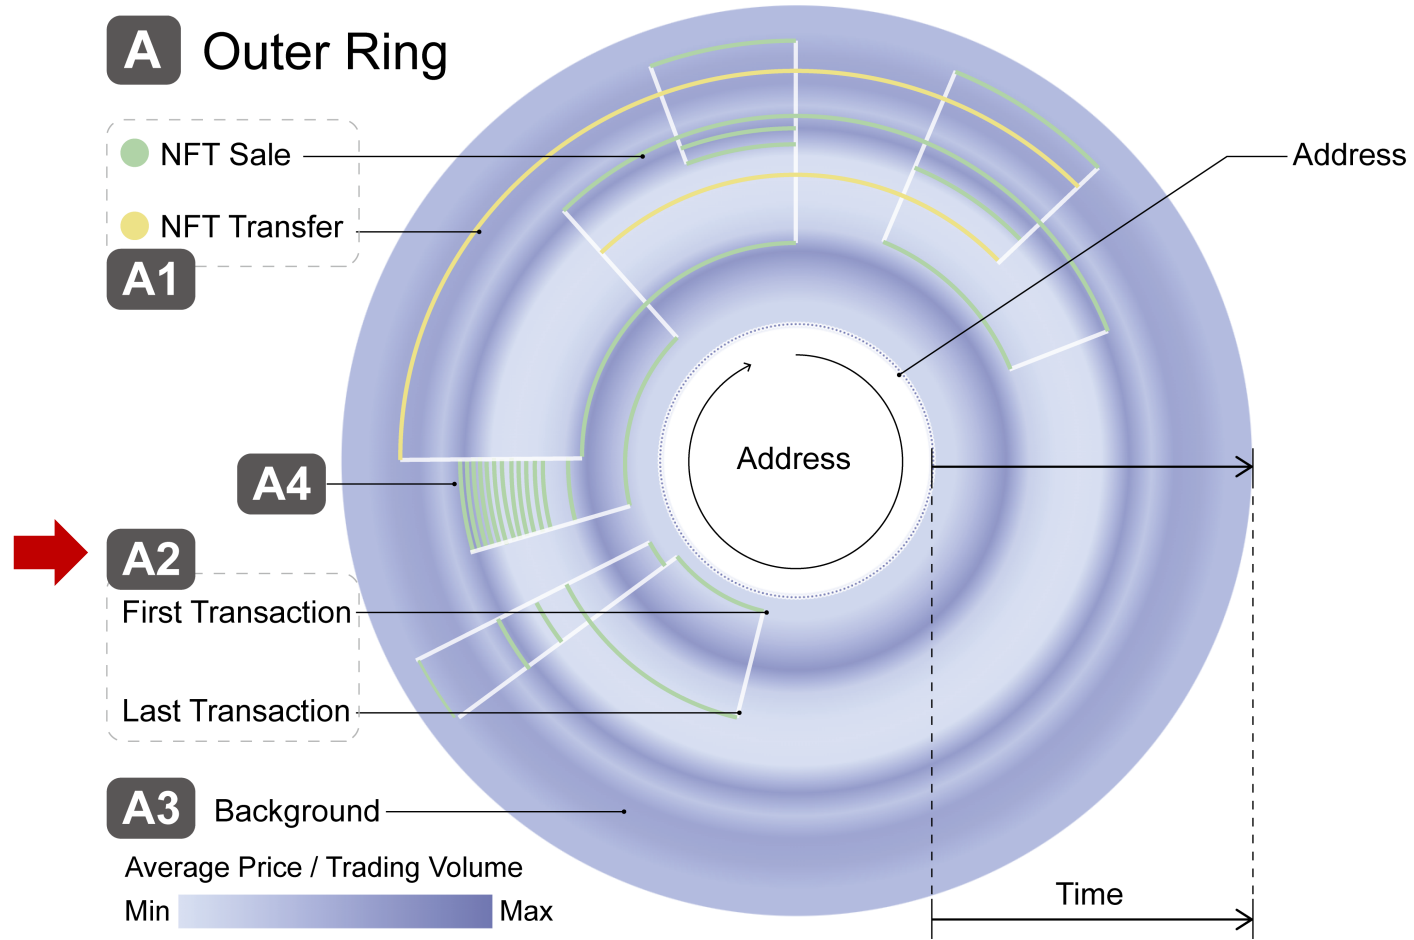 A Outer Ring
NFT Sale
NFT Transfer
A1
Address
Address
A4
A2
First Transaction
Last Transaction
A3 Background
Average Price / Trading Volume
Min Max
Time